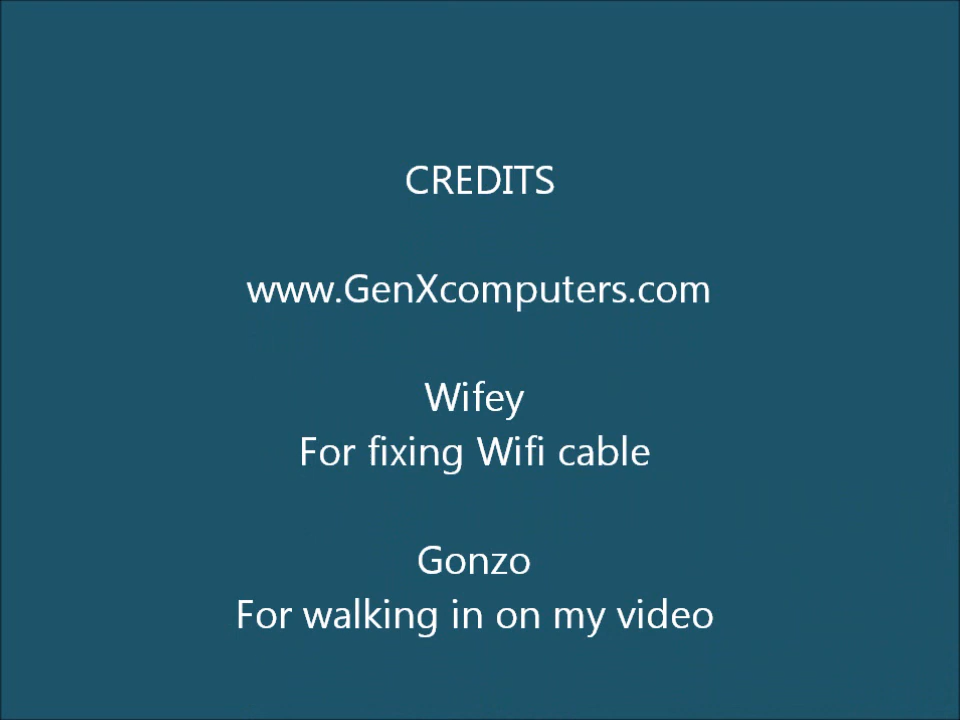 CREDITS
www.GenXcomputers.com
Wifey
For fixing Wifi cable
Gonzo
For walking in on my video